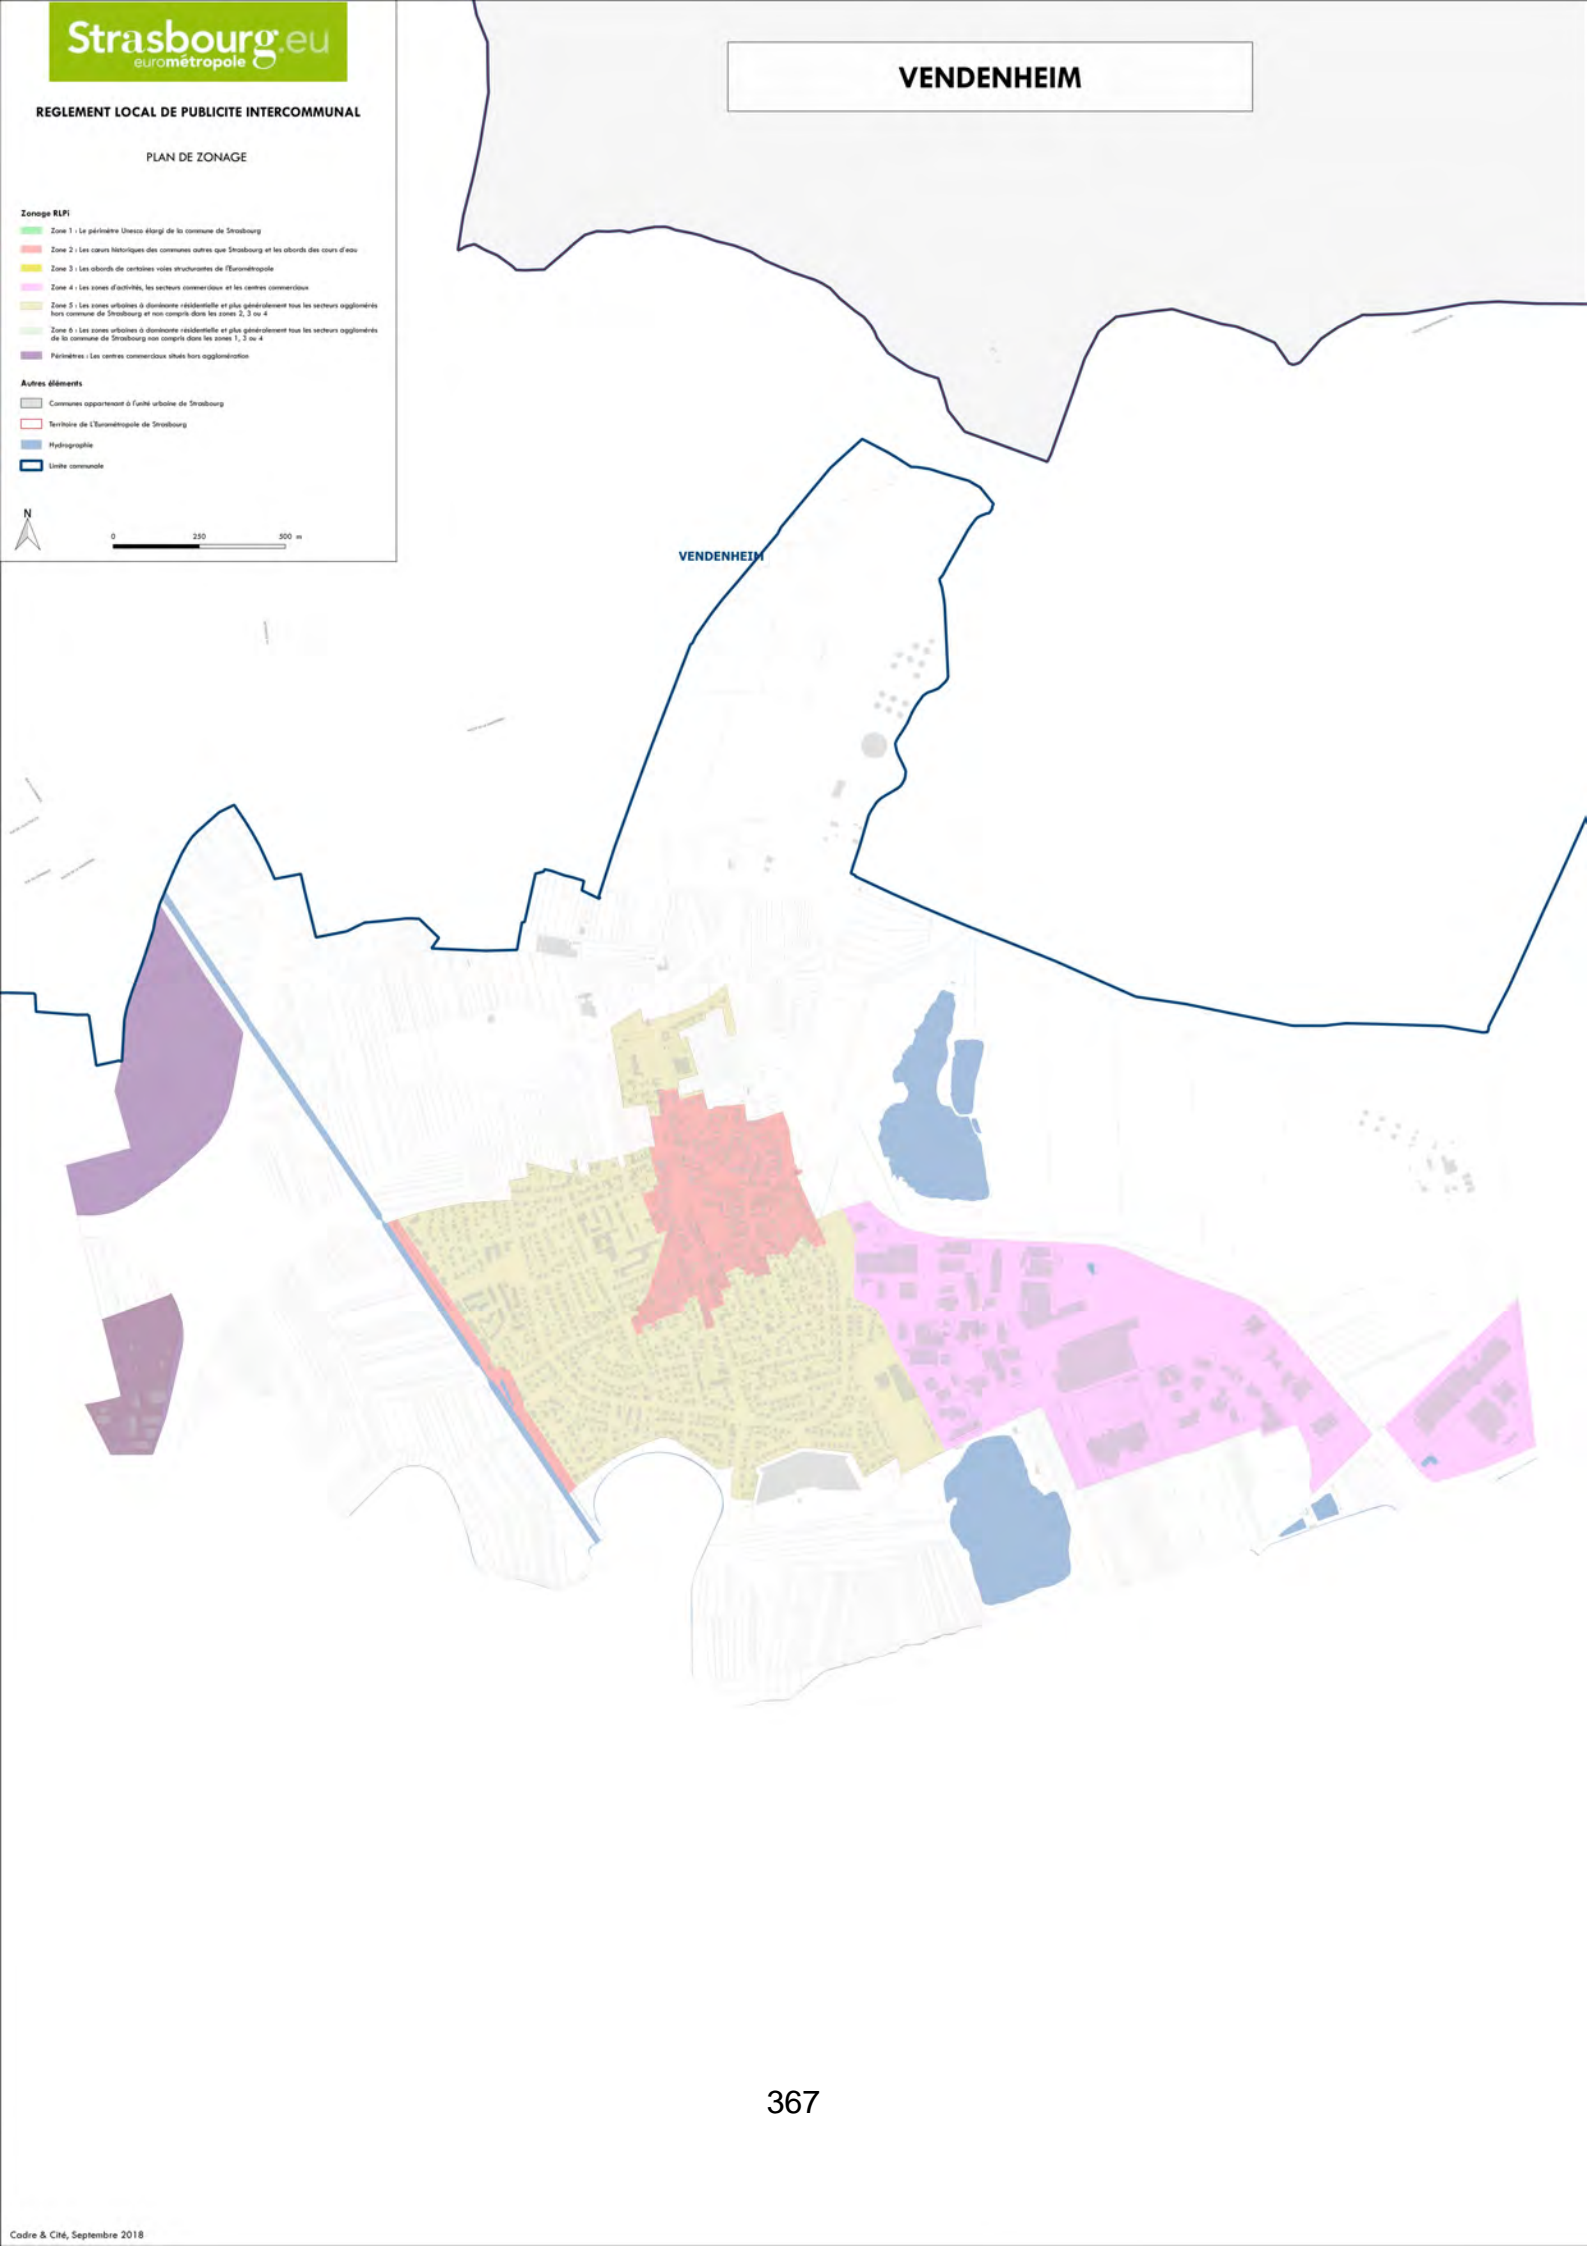 Strasbourg.eu
eurométropole
REGLEMENT LOCAL DE PUBLICITE INTERCOMMUNAL
PLAN DE ZONAGE
Zonage RLPi
Zone 1 : Le périmètre Unesco élargi de la commune de Strasbourg
Zone 2 : Les cœurs historiques des communes autres que Strasbourg et les abords des cours d'eau
Zone 3 : Les abords de certaines voies structurantes de l'Eurométropole
Zone 4 : Les zones d'activités, les secteurs commerciaux et les centres commerciaux
Zone 5 : Les zones urbaines à dominante résidentielle et plus généralement tous les secteurs agglomérés
hors commune de Strasbourg et non compris dans les zones 2, 3 ou 4
Zone 6 : Les zones urbaines à dominante résidentielle et plus généralement tous les secteurs agglomérés
de la commune de Strasbourg non compris dans les zones 1, 3 ou 4
Périmètres : Les centres commerciaux situés hors agglomération
Autres éléments
Communes appartenant à l'unité urbaine de Strasbourg
Territoire de L'Eurométropole de Strasbourg
Hydrographie
Limite communale
N
0 250 500 m
VENDENHEIM
VENDENHEIM
367
Cadre & Cité, Septembre 2018